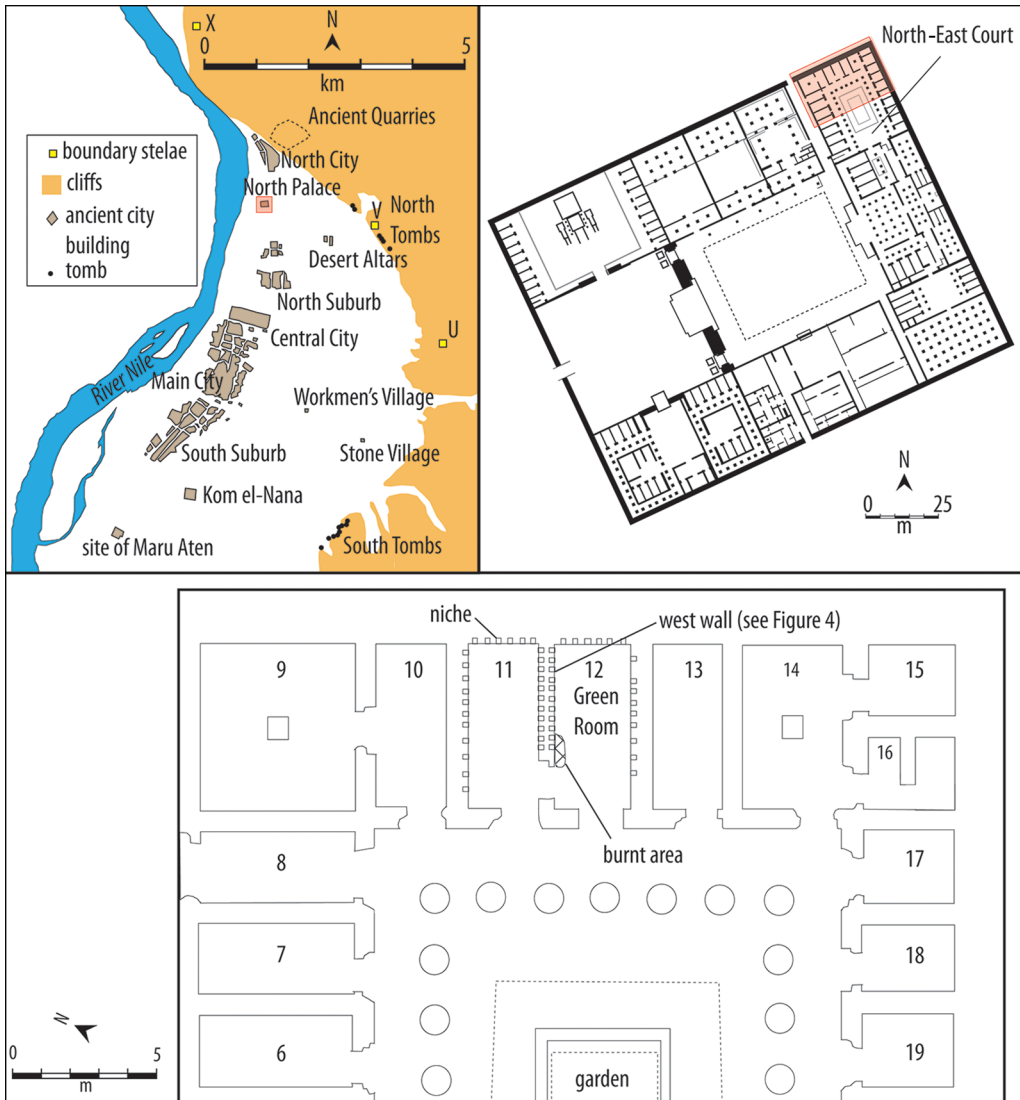 X
N
0
5
km
boundary stelae
cliffs
ancient city
building
tomb
Ancient Quarries
North City
North Palace
V
North
Tombs
Desert Altars
North Suburb
Central City
U
River Nile
Main City
Workmen's Village
South Suburb
Stone Village
Kom el-Nana
site of Maru Aten
South Tombs
North-East Court
N
0
25
m
niche
west wall (see Figure 4)
9
10
11
12
Green
Room
13
14
15
16
burnt area
8
17
7
18
6
19
garden
N
0
5
m